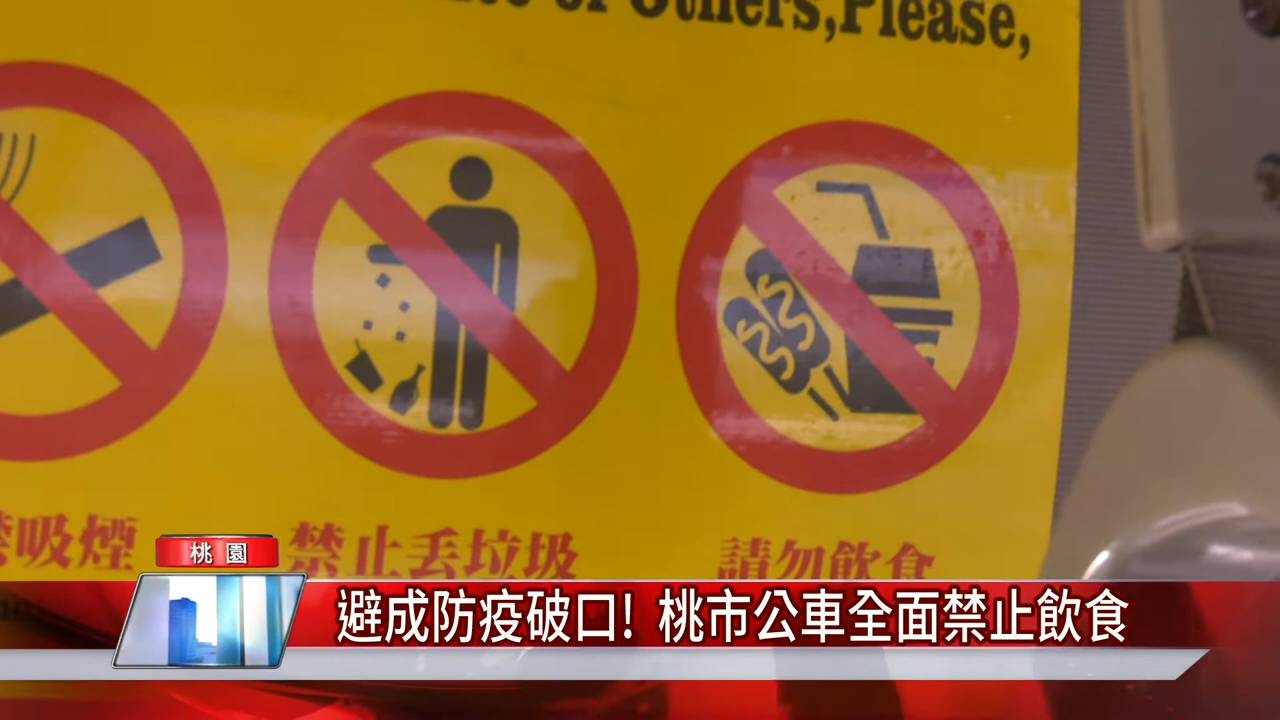 of Others,Please,
吸煙
禁止丟垃圾
請勿飲食
桃園
避成防疫破口! 桃市公車全面禁止飲食